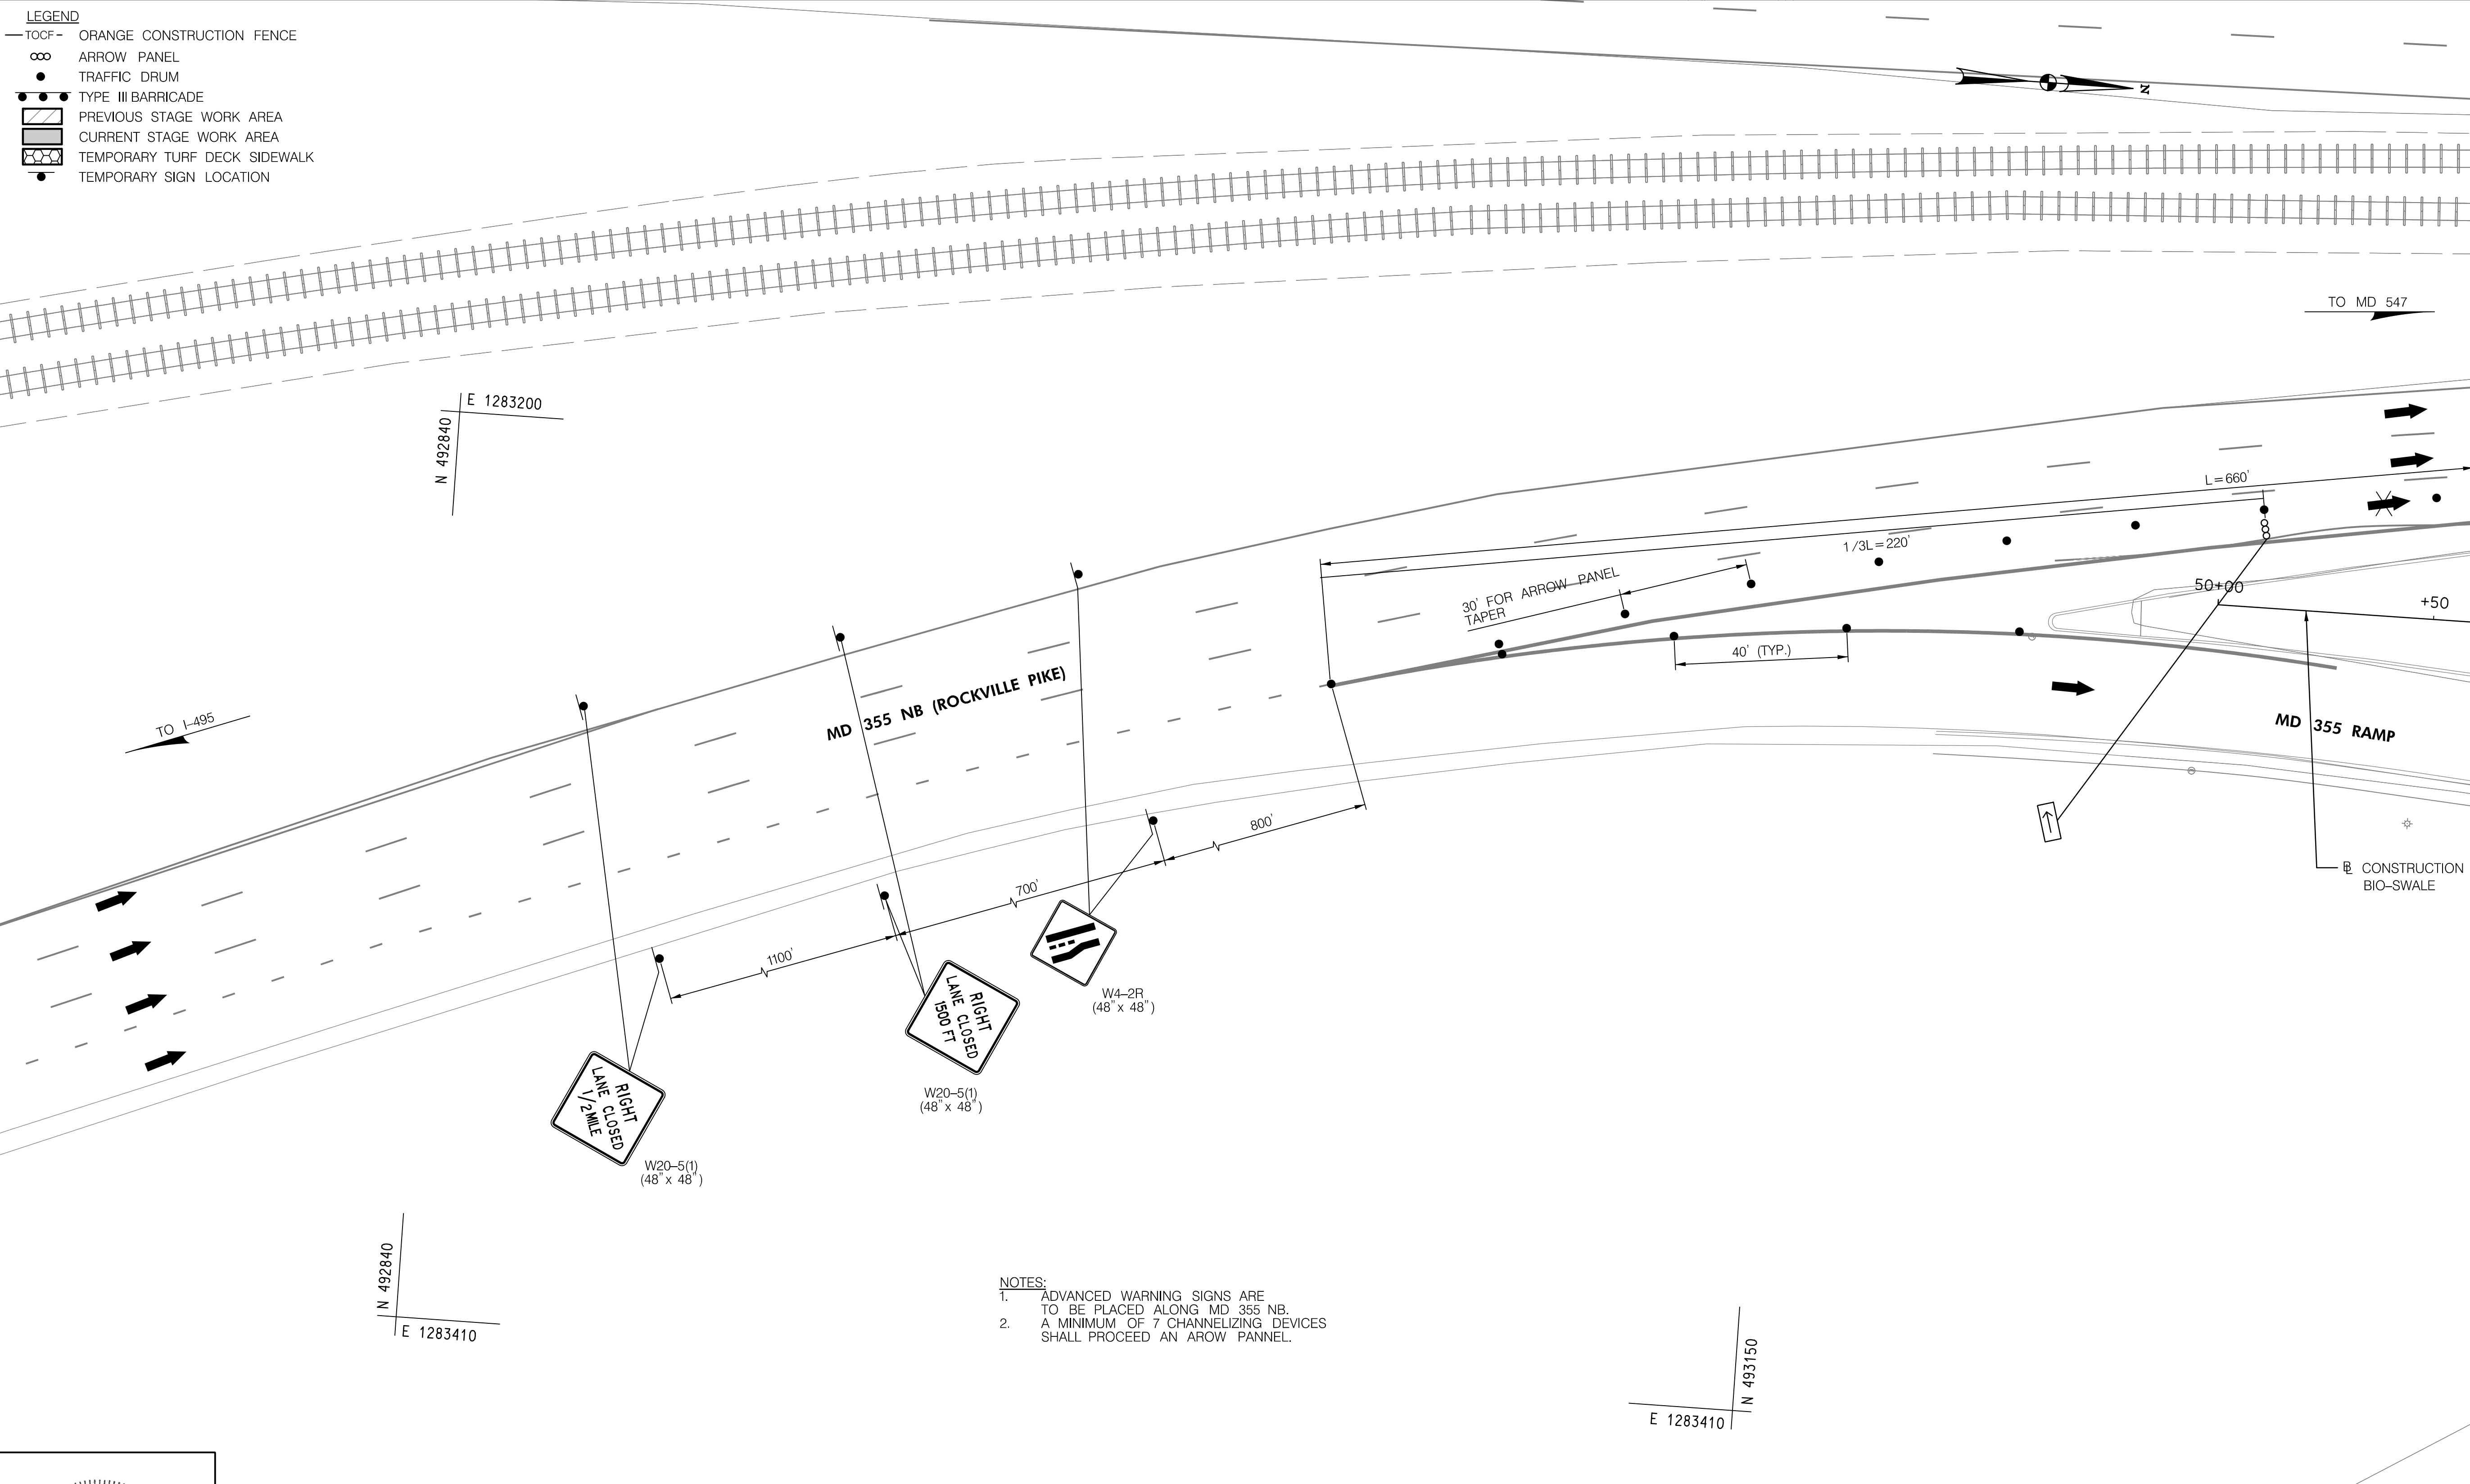 LEGEND
TOCF ORANGE CONSTRUCTION FENCE
ARROW PANEL
TRAFFIC DRUM
TYPE III BARRICADE
PREVIOUS STAGE WORK AREA
CURRENT STAGE WORK AREA
TEMPORARY TURF DECK SIDEWALK
TEMPORARY SIGN LOCATION
N
TO MD 547
E 1283200
N 492840
L=660'
1/3L=220'
30' FOR ARROW PANEL
TAPER
40' (TYP.)
50+00
+50
MD 355 NB (ROCKVILLE PIKE)
TO I-495
MD 355 RAMP
800'
700'
1100'
BL CONSTRUCTION
BIO-SWALE
W4-2R
(48" x 48")
RIGHT
LANE CLOSED
1500 FT
W20-5(1)
(48" x 48")
RIGHT
LANE CLOSED
1/2 MILE
W20-5(1)
(48" x 48")
N 492840
E 1283410
NOTES:
1. ADVANCED WARNING SIGNS ARE
TO BE PLACED ALONG MD 355 NB.
2. A MINIMUM OF 7 CHANNELIZING DEVICES
SHALL PROCEED AN AROW PANNEL.
N 493150
E 1283410